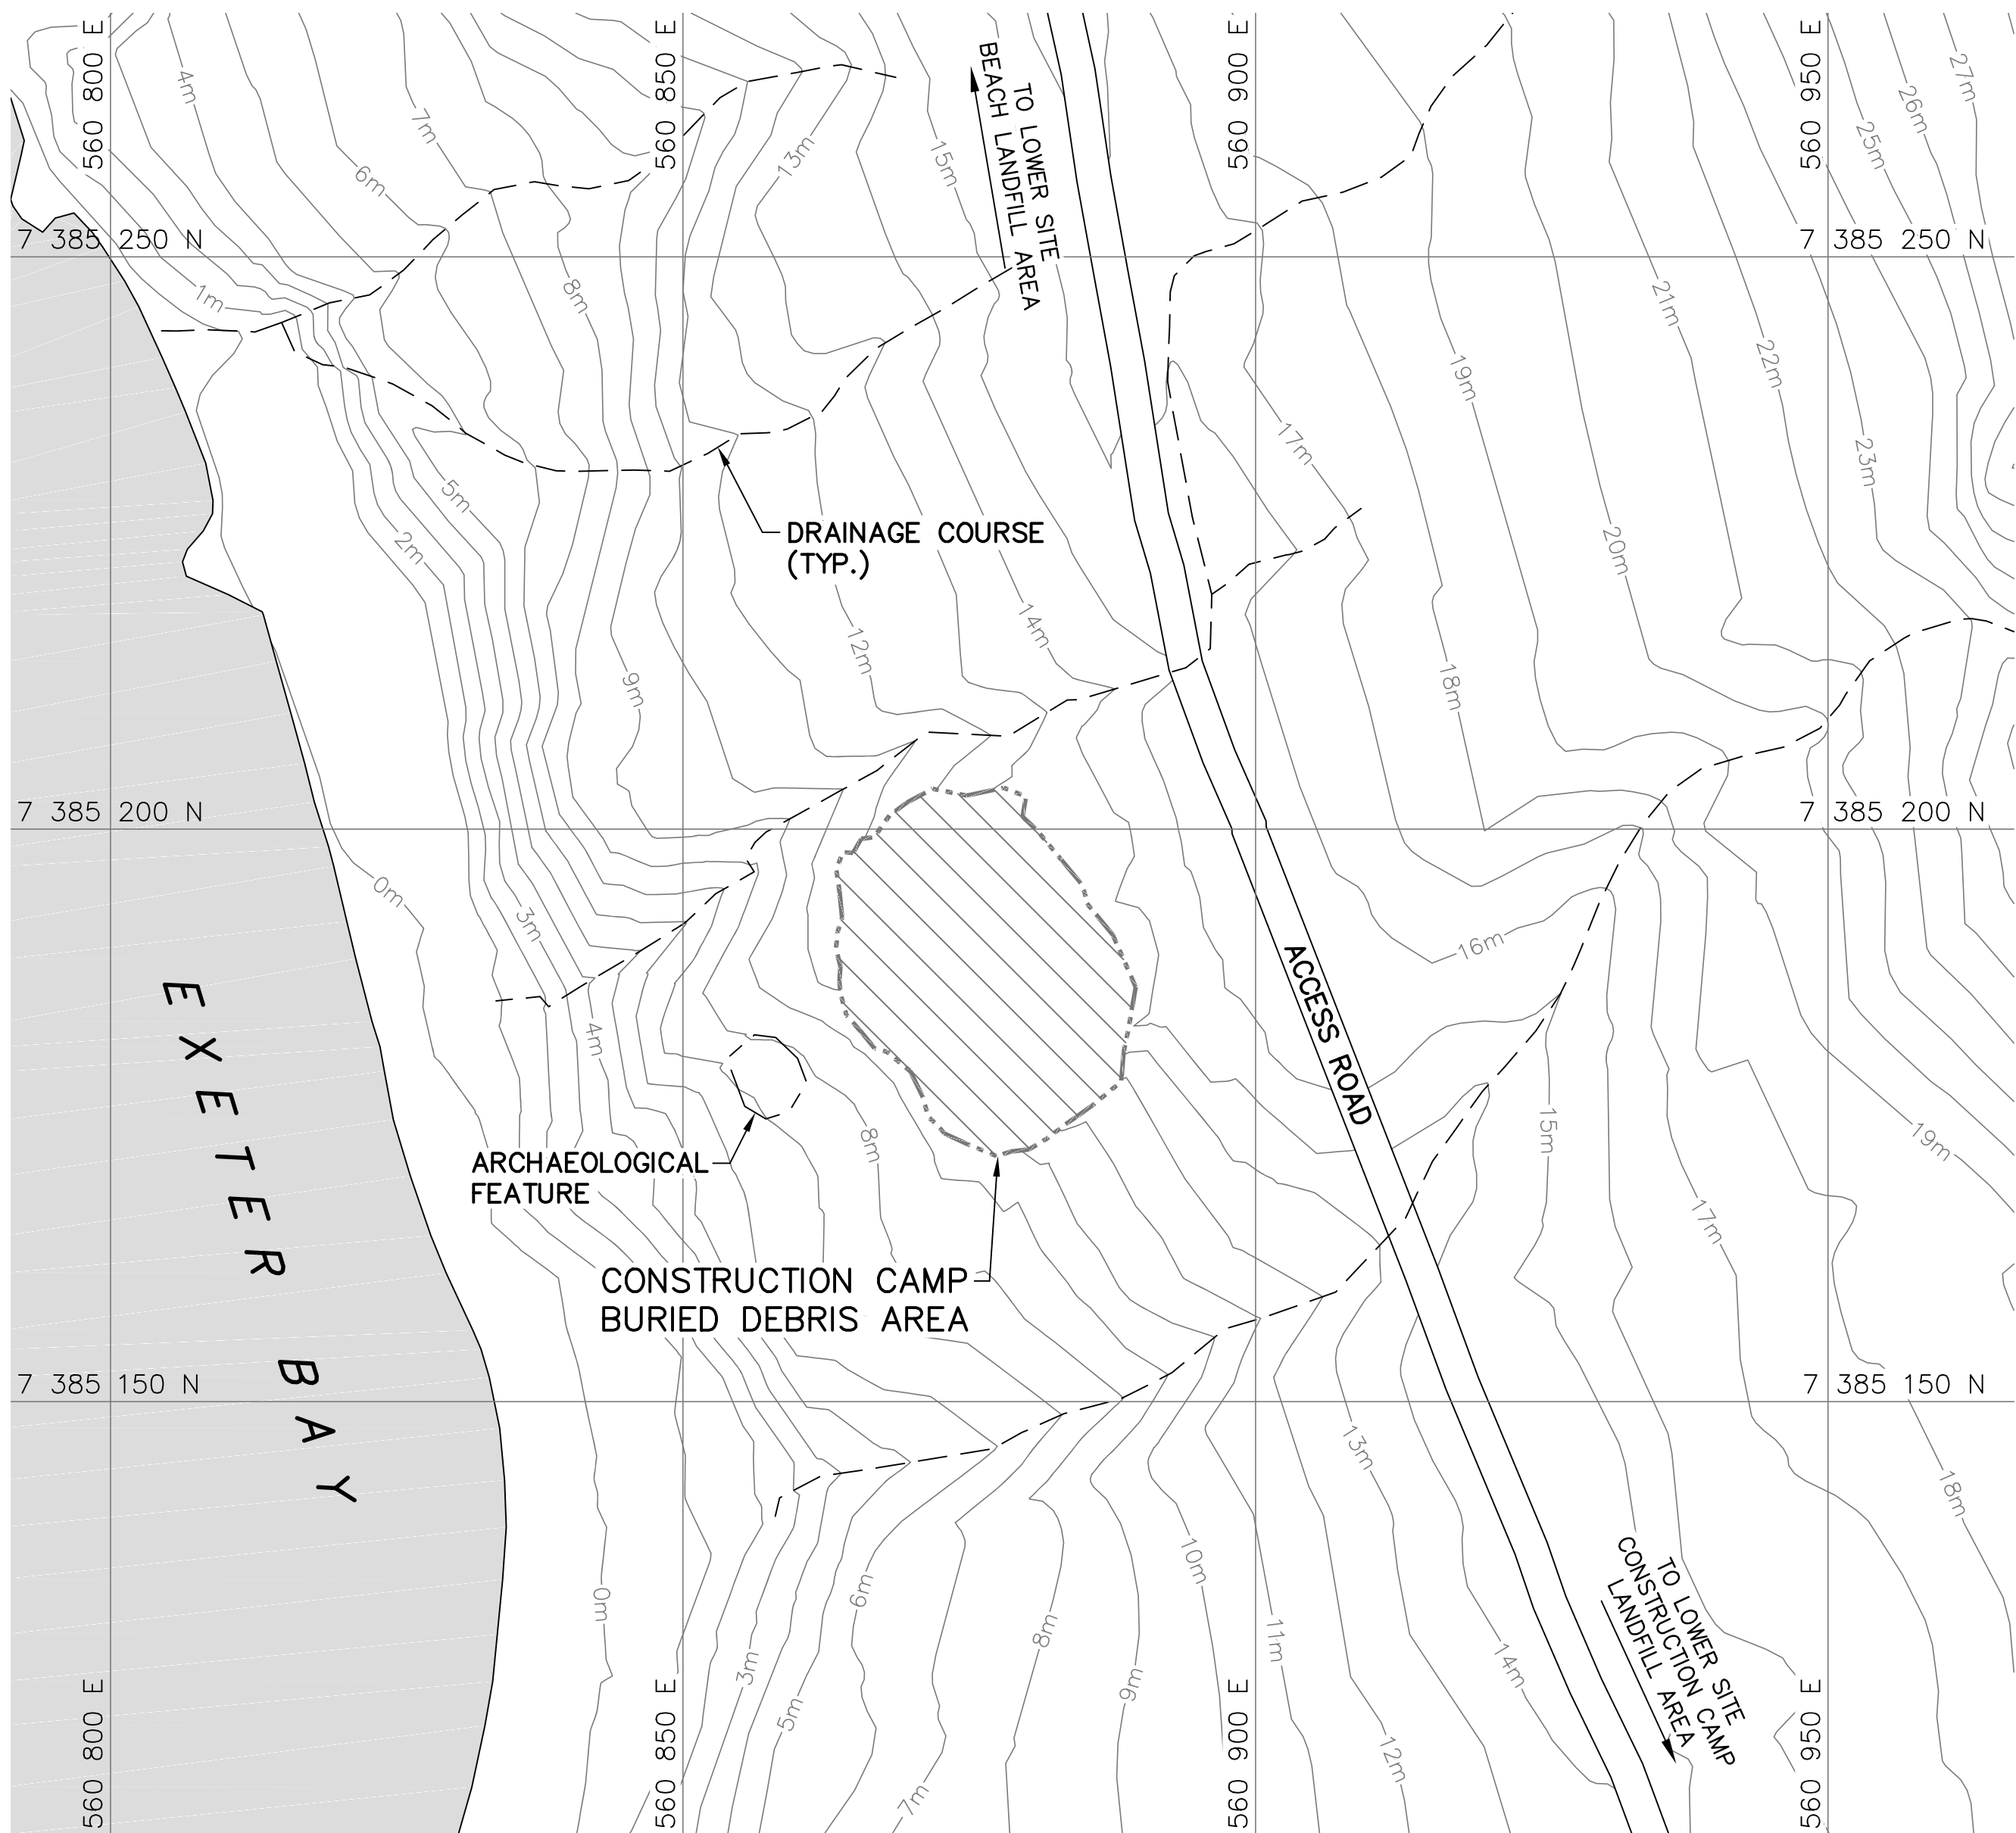 560 800 E
560 850 E
560 900 E
560 950 E
4m
7m
6m
13m
15m
TO LOWER SITE
BEACH LANDFILL AREA
25m
26m
27m
7 385 250 N
7 385 250 N
1m
8m
21m
22m
19m
17m
23m
5m
2m
20m
DRAINAGE COURSE
(TYP.)
12m
14m
9m
18m
7 385 200 N
7 385 200 N
0m
3m
16m
4m
ACCESS ROAD
15m
8m
19m
ARCHAEOLOGICAL
FEATURE
17m
CONSTRUCTION CAMP
BURIED DEBRIS AREA
EXETER BAY
7 385 150 N
7 385 150 N
13m
18m
10m
6m
0m
8m
11m
3m
9m
5m
14m
12m
7m
TO LOWER SITE
CONSTRUCTION CAMP
LANDFILL AREA
560 800 E
560 850 E
560 900 E
560 950 E